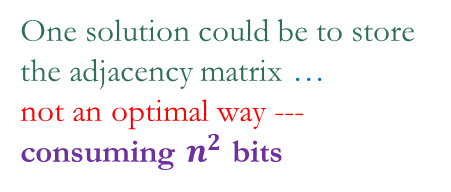 One solution could be to store
the adjacency matrix …
not an optimal way ---
consuming n² bits